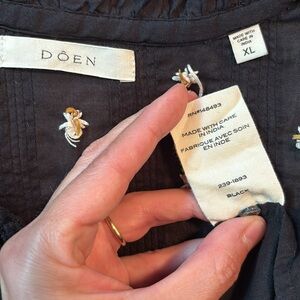 DÔEN
MADE WITH
CARE IN
INDIA
XL
RN#148493
MADE WITH CARE
IN INDIA
FABRIQUE AVEC SOIN
EN INDE
239-1893
BLACK